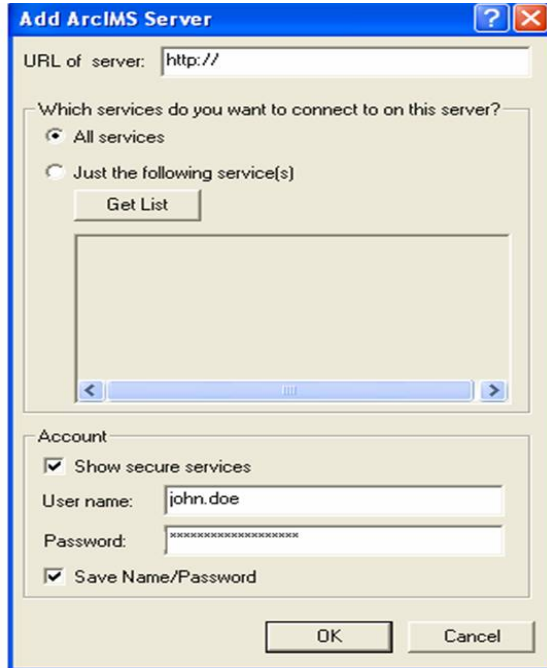 Add ArcIMS Server
URL of server: http://
Which services do you want to connect to on this server?
All services
Just the following service(s)
Get List
Account
Show secure services
User name: john.doe
Password: *******************
Save Name/Password
OK Cancel